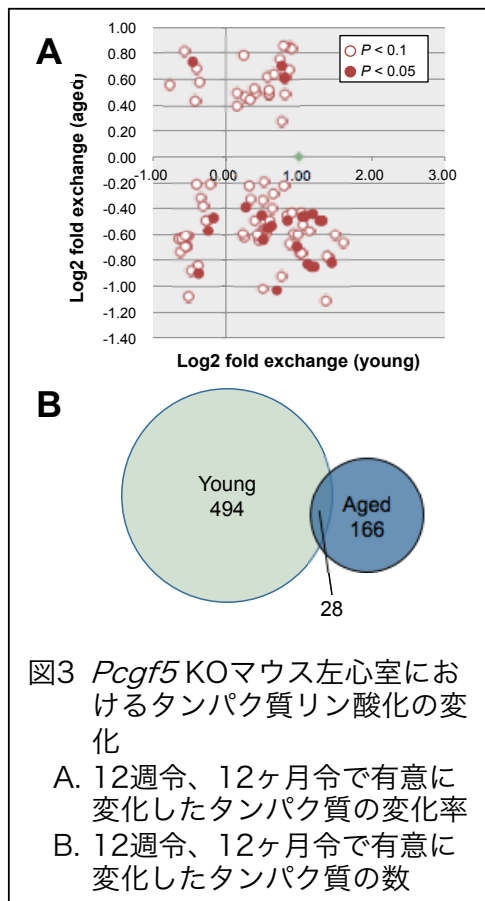 A
1.00
0.80
0.60
0.40
0.20
0.00
-0.20
-0.40
-0.60
-0.80
-1.00
-1.20
-1.40
-1.00 0.00 1.00 2.00 3.00
P < 0.1
P < 0.05
Log2 fold exchange (aged)
Log2 fold exchange (young)
B
Young
494
Aged
166
28
図3 Pcgf5 KOマウス左心室にお
けるタンパク質リン酸化の変
化
A. 12週令、12ヶ月令で有意に
変化したタンパク質の変化率
B. 12週令、12ヶ月令で有意に
変化したタンパク質の数